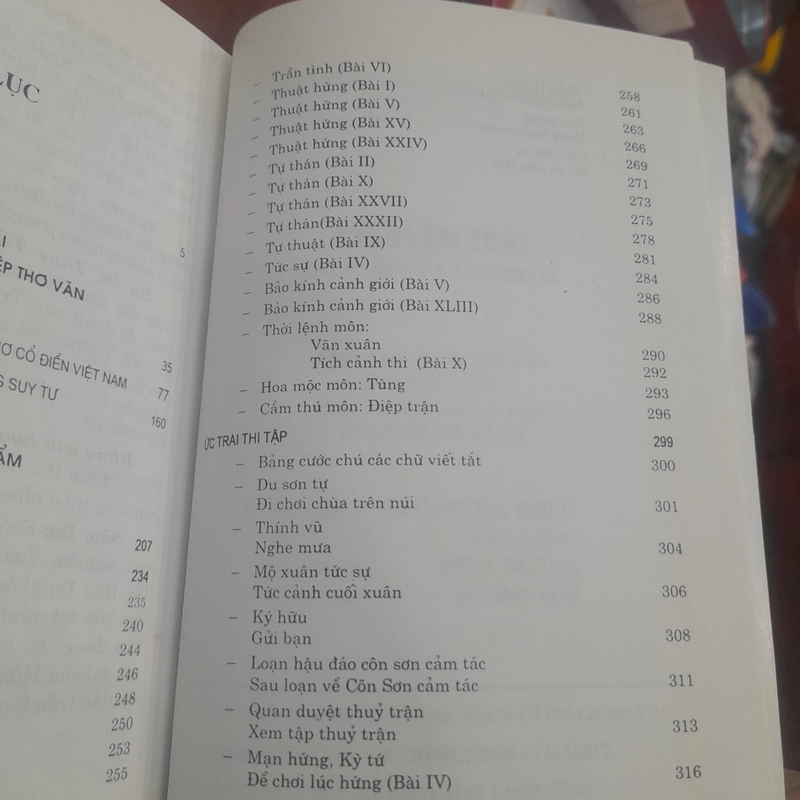 LỤC
5
ỆP THƠ VĂN
Ơ CỔ ĐIỂN VIỆT NAM 35
G SUY TƯ 77
160
ẨM
207
234
235
240
244
246
248
250
253
255
– Trần tình (Bài VI) 258
– Thuật hứng (Bài I) 261
– Thuật hứng (Bài V) 263
– Thuật hứng (Bài XV) 266
– Thuật hứng (Bài XXIV) 269
– Tự thán (Bài II) 271
– Tự thán (Bài X) 273
– Tự thán (Bài XXVII) 275
– Tự thán(Bài XXXII) 278
– Tự thuật (Bài IX) 281
– Tức sự (Bài IV) 284
– Bảo kính cảnh giới (Bài V) 286
– Bảo kính cảnh giới (Bài XLIII) 288
– Thời lệnh môn:
Vãn xuân 290
Tích cảnh thi (Bài X) 292
– Hoa mộc môn: Tùng 293
– Cầm thú môn: Điệp trận 296
ỨC TRAI THI TẬP 299
– Bảng cước chú các chữ viết tắt 300
– Du sơn tự
Đi chơi chùa trên núi 301
– Thính vũ
Nghe mưa 304
– Mộ xuân tức sự
Tức cảnh cuối xuân 306
– Ký hữu
Gửi bạn 308
– Loạn hậu đáo côn sơn cảm tác
Sau loạn về Côn Sơn cảm tác 311
– Quan duyệt thuỷ trận
Xem tập thuỷ trận 313
– Mạn hứng, Kỳ tứ
Đề chơi lúc hứng (Bài IV) 316